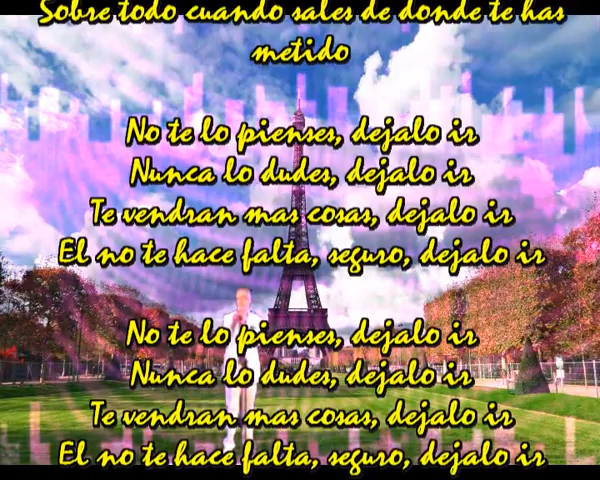 Sobre todo cuando sales de donde te has
metido
No te lo pienses, dejalo ir
Nunca lo dudes, dejalo ir
Te vendran mas cosas, dejalo ir
El no te hace falta, seguro, dejalo ir
No te lo pienses, dejalo ir
Nunca lo dudes, dejalo ir
Te vendran mas cosas, dejalo ir
El no te hace falta, seguro, dejalo ir